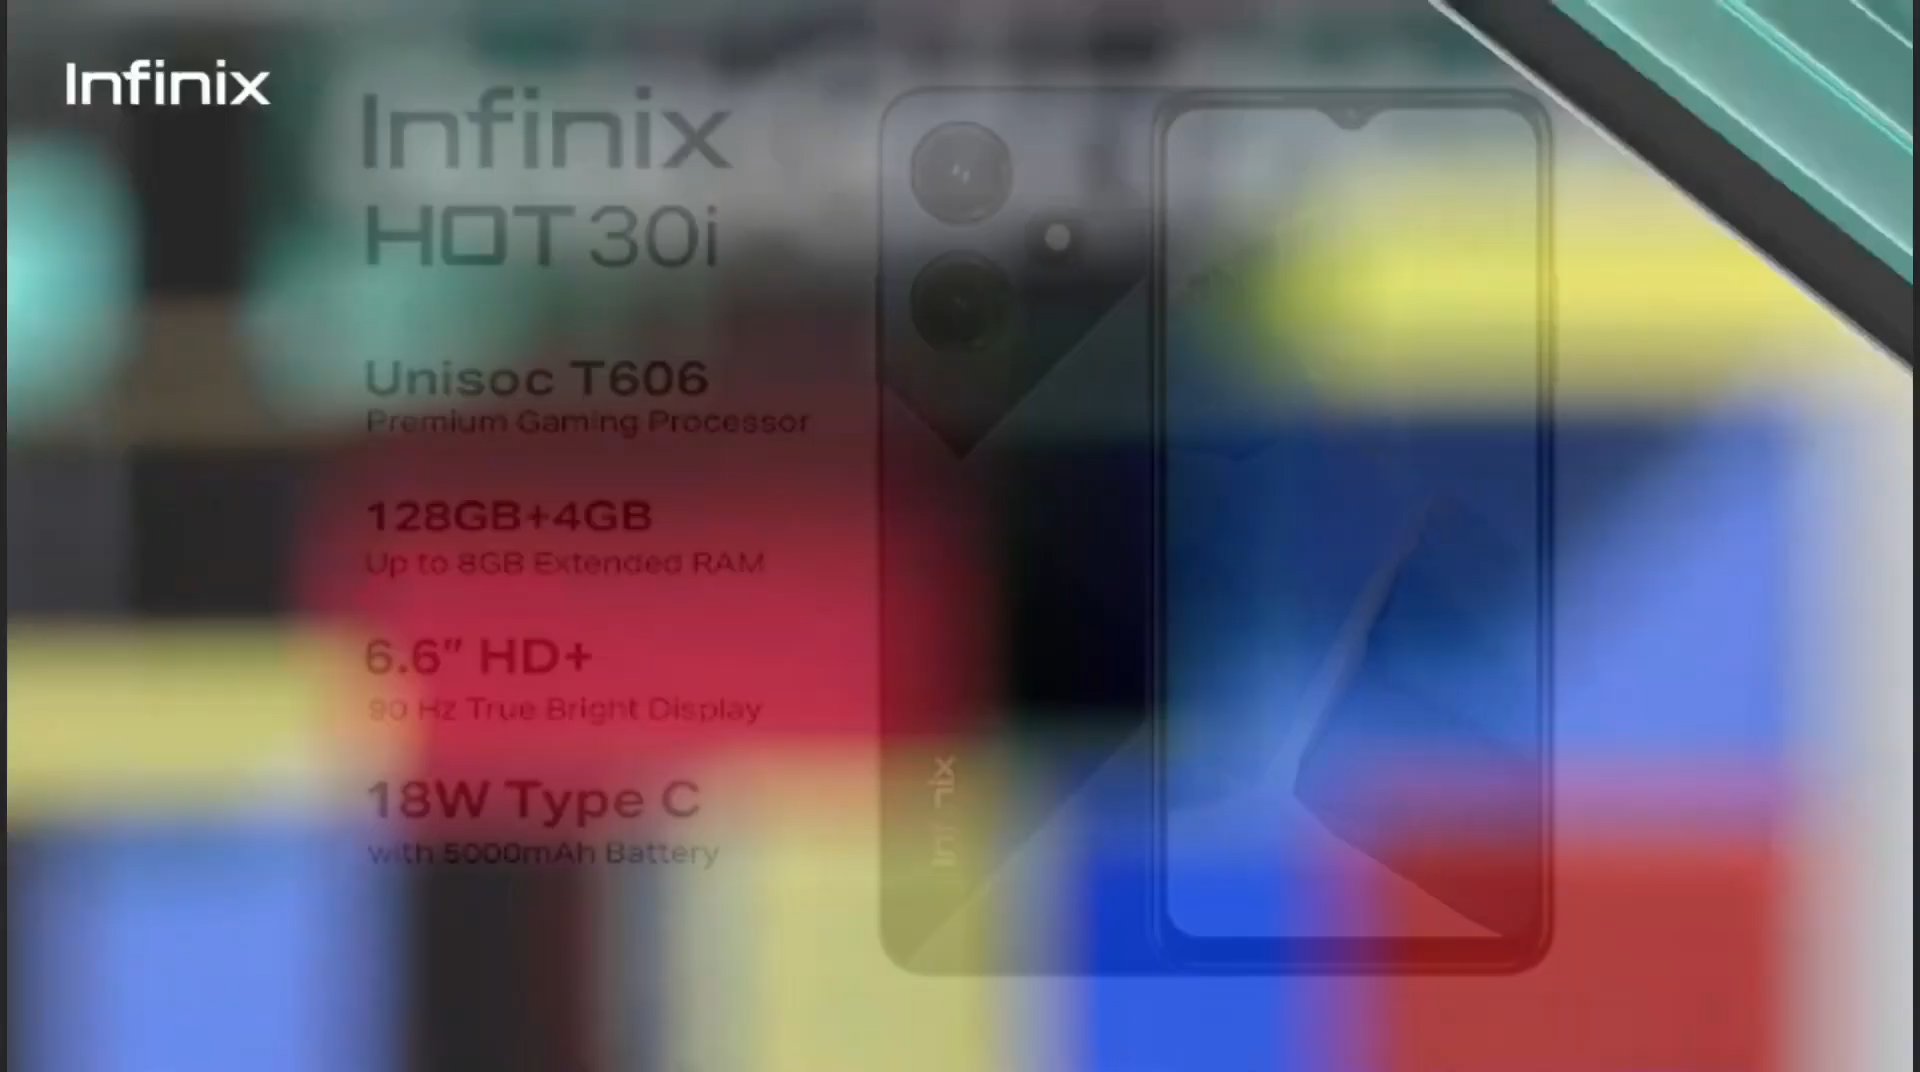 Infinix
Infinix
HOT 30i
Unisoc T606
Premium Gaming Processor
128GB+4GB
Up to 8GB Extended RAM
6.6" HD+
90 Hz True Bright Display
18W Type C
with 5000mAh Battery
Infinix